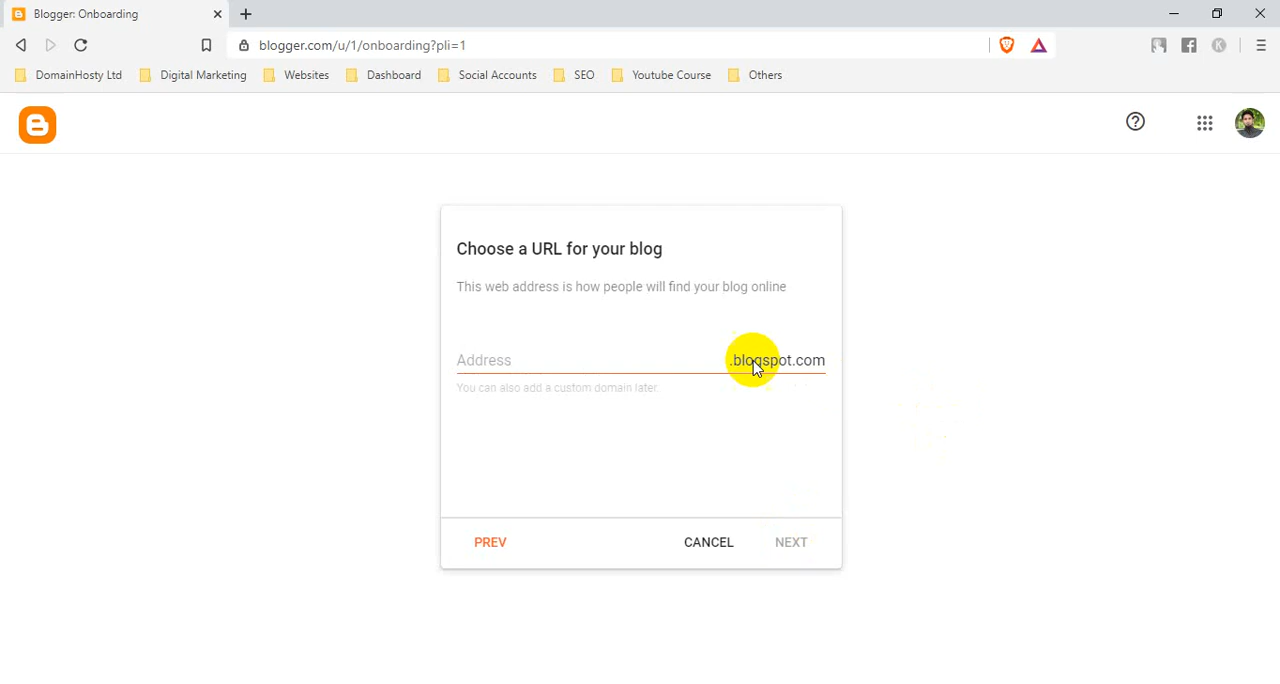 Blogger: Onboarding
blogger.com/u/1/onboarding?pli=1
DomainHosty Ltd
Digital Marketing
Websites
Dashboard
Social Accounts
SEO
Youtube Course
Others
Choose a URL for your blog
This web address is how people will find your blog online
Address
.blogspot.com
You can also add a custom domain later.
PREV
CANCEL
NEXT